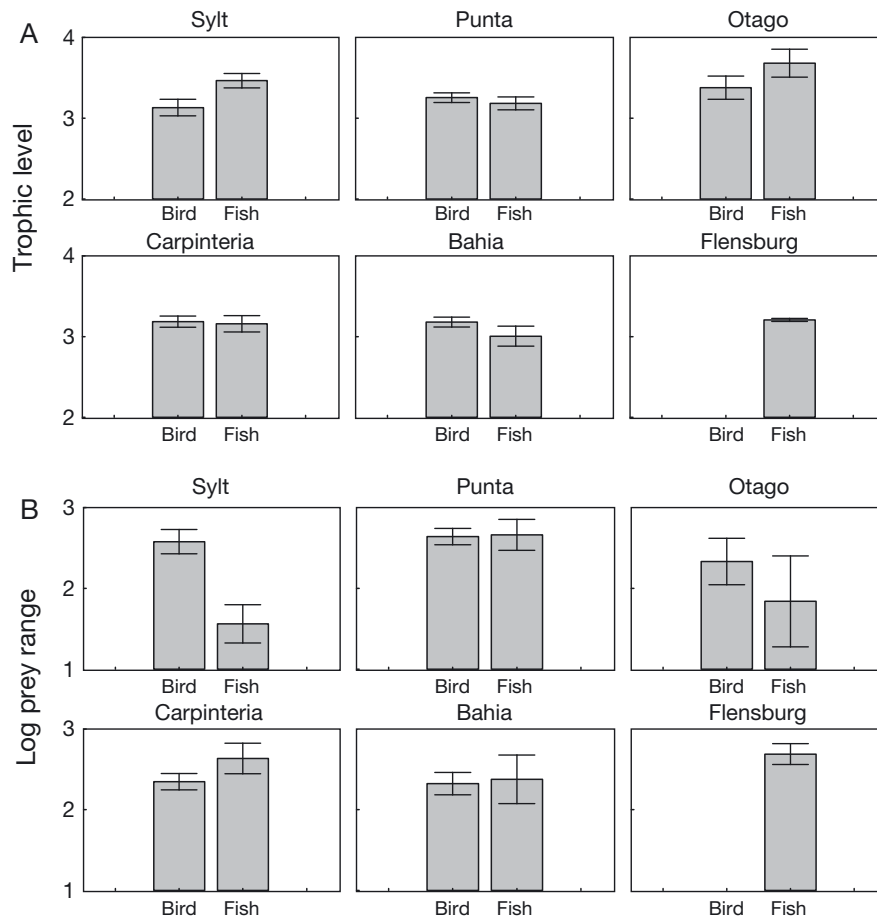 A
Sylt
Punta
Otago
4
3
2
Trophic level
Bird Fish
Bird Fish
Bird Fish
Carpinteria
Bahia
Flensburg
4
3
2
Bird Fish
Bird Fish
Bird Fish
B
Sylt
Punta
Otago
3
2
1
Log prey range
Bird Fish
Bird Fish
Bird Fish
Carpinteria
Bahia
Flensburg
3
2
1
Bird Fish
Bird Fish
Bird Fish